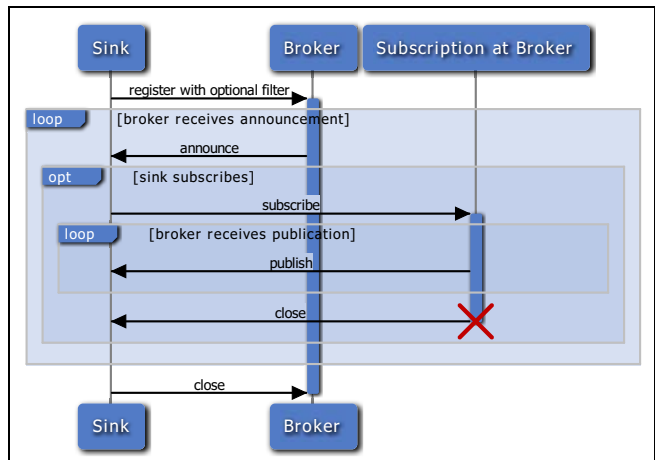 Sink Broker Subscription at Broker
register with optional filter
loop [broker receives announcement]
announce
opt [sink subscribes]
subscribe
loop [broker receives publication]
publish
close
close
Sink Broker